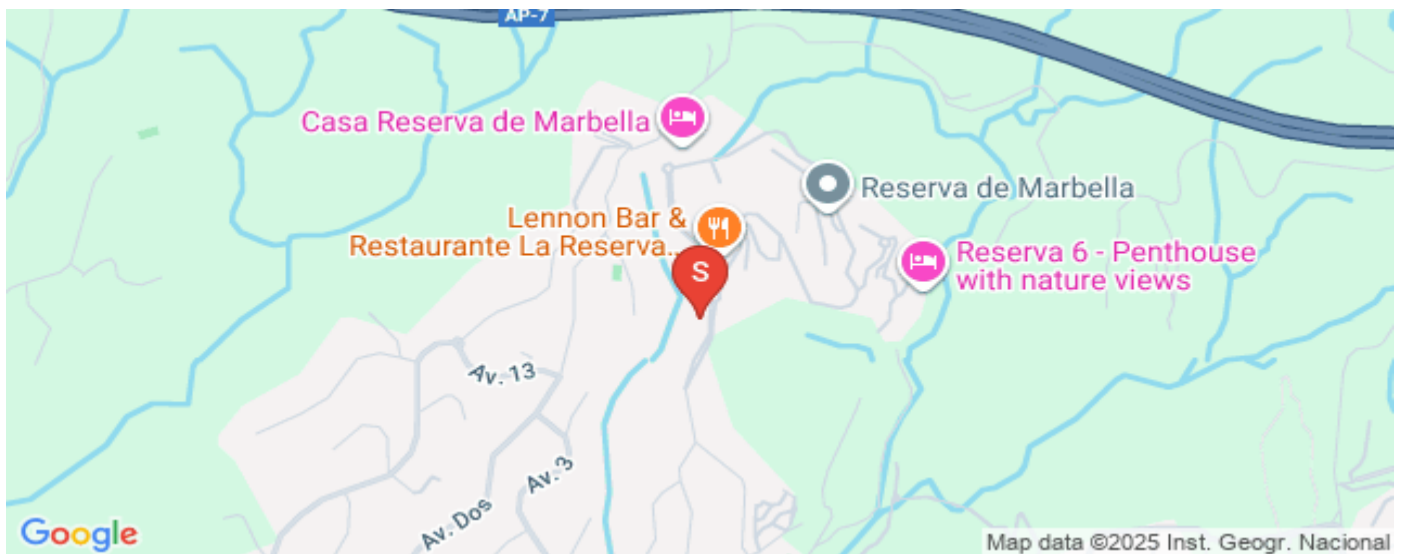 AP-7
Casa Reserva de Marbella
Reserva de Marbella
Lennon Bar &
Restaurante La Reserva...
S
Reserva 6 - Penthouse
with nature views
Av. 13
Av. 3
Av. Dos
Google
Map data ©2025 Inst. Geogr. Nacional